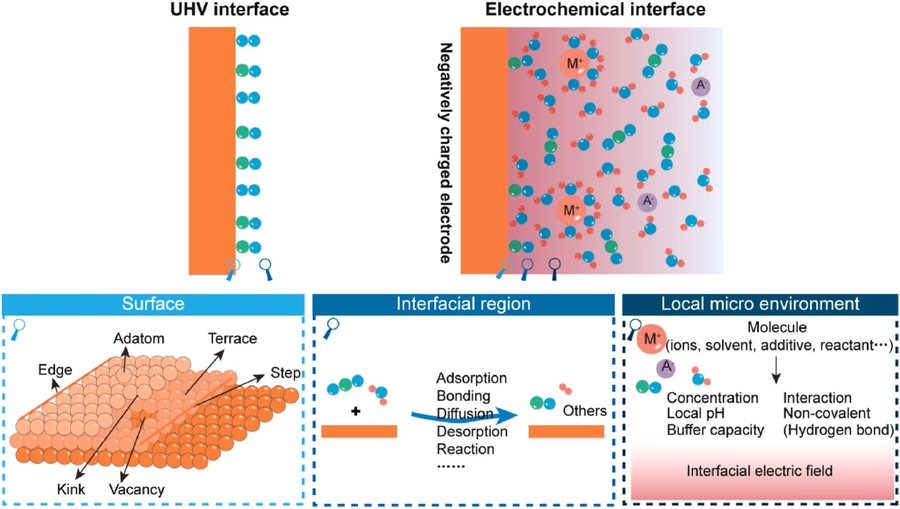 UHV interface
Electrochemical interface
Negatively charged electrode
M⁺
A⁻
M⁺
A⁻
Surface
Adatom
Terrace
Edge
Step
Kink
Vacancy
Interfacial region
+
Adsorption
Bonding
Diffusion
Desorption
Reaction
......
Others
Local micro environment
M⁺
Molecule
(ions, solvent, additive, reactant···)
A
Concentration
Local pH
Buffer capacity
Interaction
Non-covalent
(Hydrogen bond)
Interfacial electric field